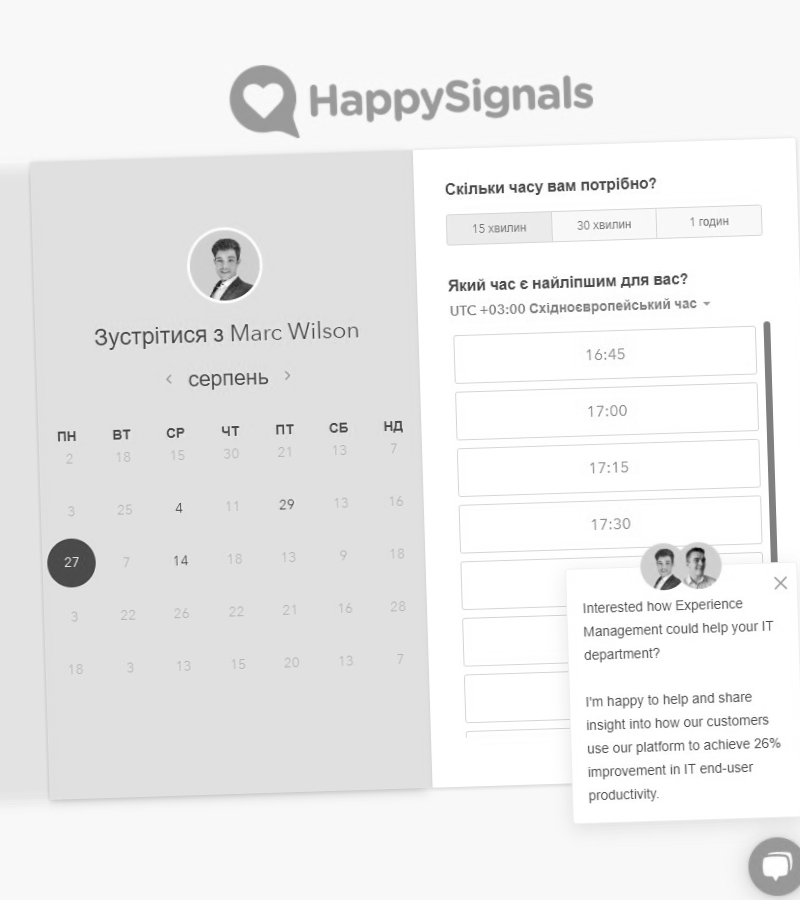 HappySignals
Зустрітися з Marc Wilson
серпень
ПН ВТ СР ЧТ ПТ СБ НД
2 18 15 30 21 13 7
3 25 4 11 29 13 16
27 7 14 18 13 9 18
3 22 26 22 21 16 28
18 3 13 15 20 13 7
Скільки часу вам потрібно?
15 хвилин 30 хвилин 1 годин
Який час є найліпшим для вас?
UTC +03:00 Східноєвропейський час
16:45
17:00
17:15
17:30
Interested how Experience
Management could help your IT
department?
I'm happy to help and share
insight into how our customers
use our platform to achieve 26%
improvement in IT end-user
productivity.